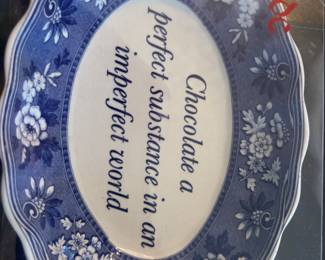 Chocolate a
perfect substance in an
imperfect world